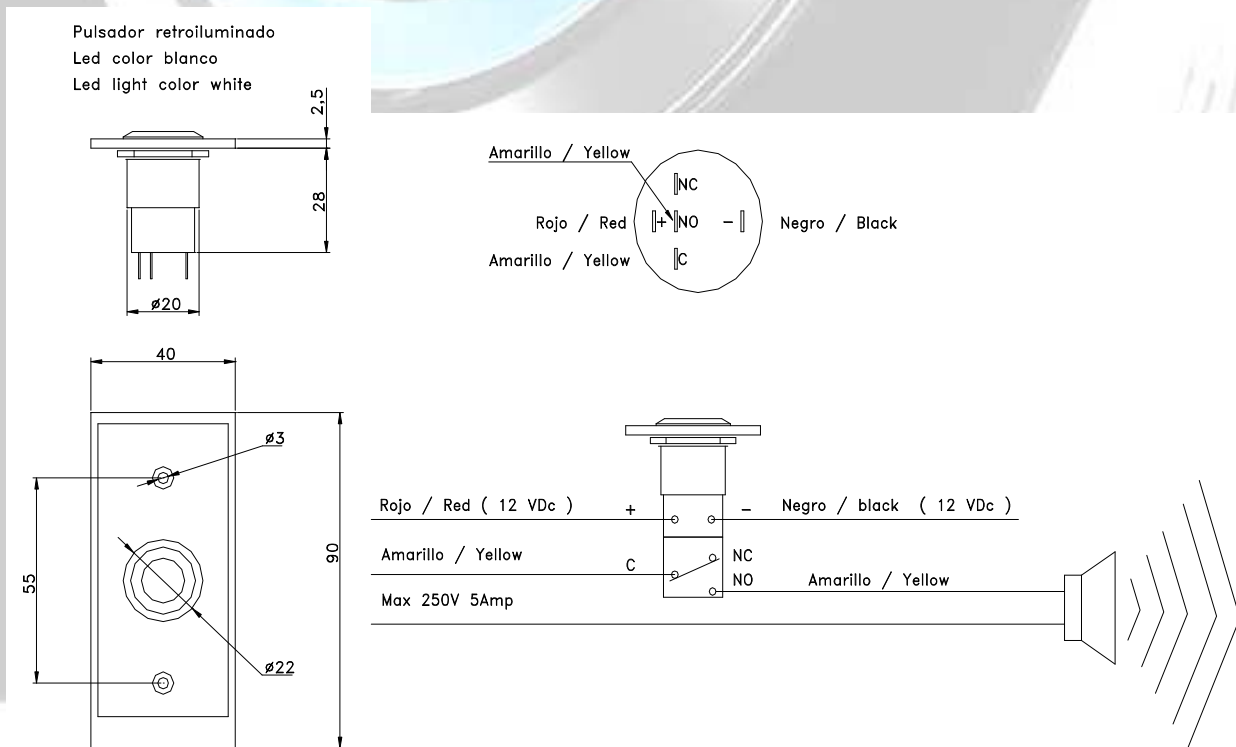 Pulsador retroiluminado
Led color blanco
Led light color white
2,5
28
ø20
Amarillo / Yellow
NC
Rojo / Red
+
NO
-
Negro / Black
Amarillo / Yellow
C
40
ø3
55
90
ø22
Rojo / Red ( 12 VDc )
+
-
Negro / black ( 12 VDc )
Amarillo / Yellow
C
NC
NO
Amarillo / Yellow
Max 250V 5Amp